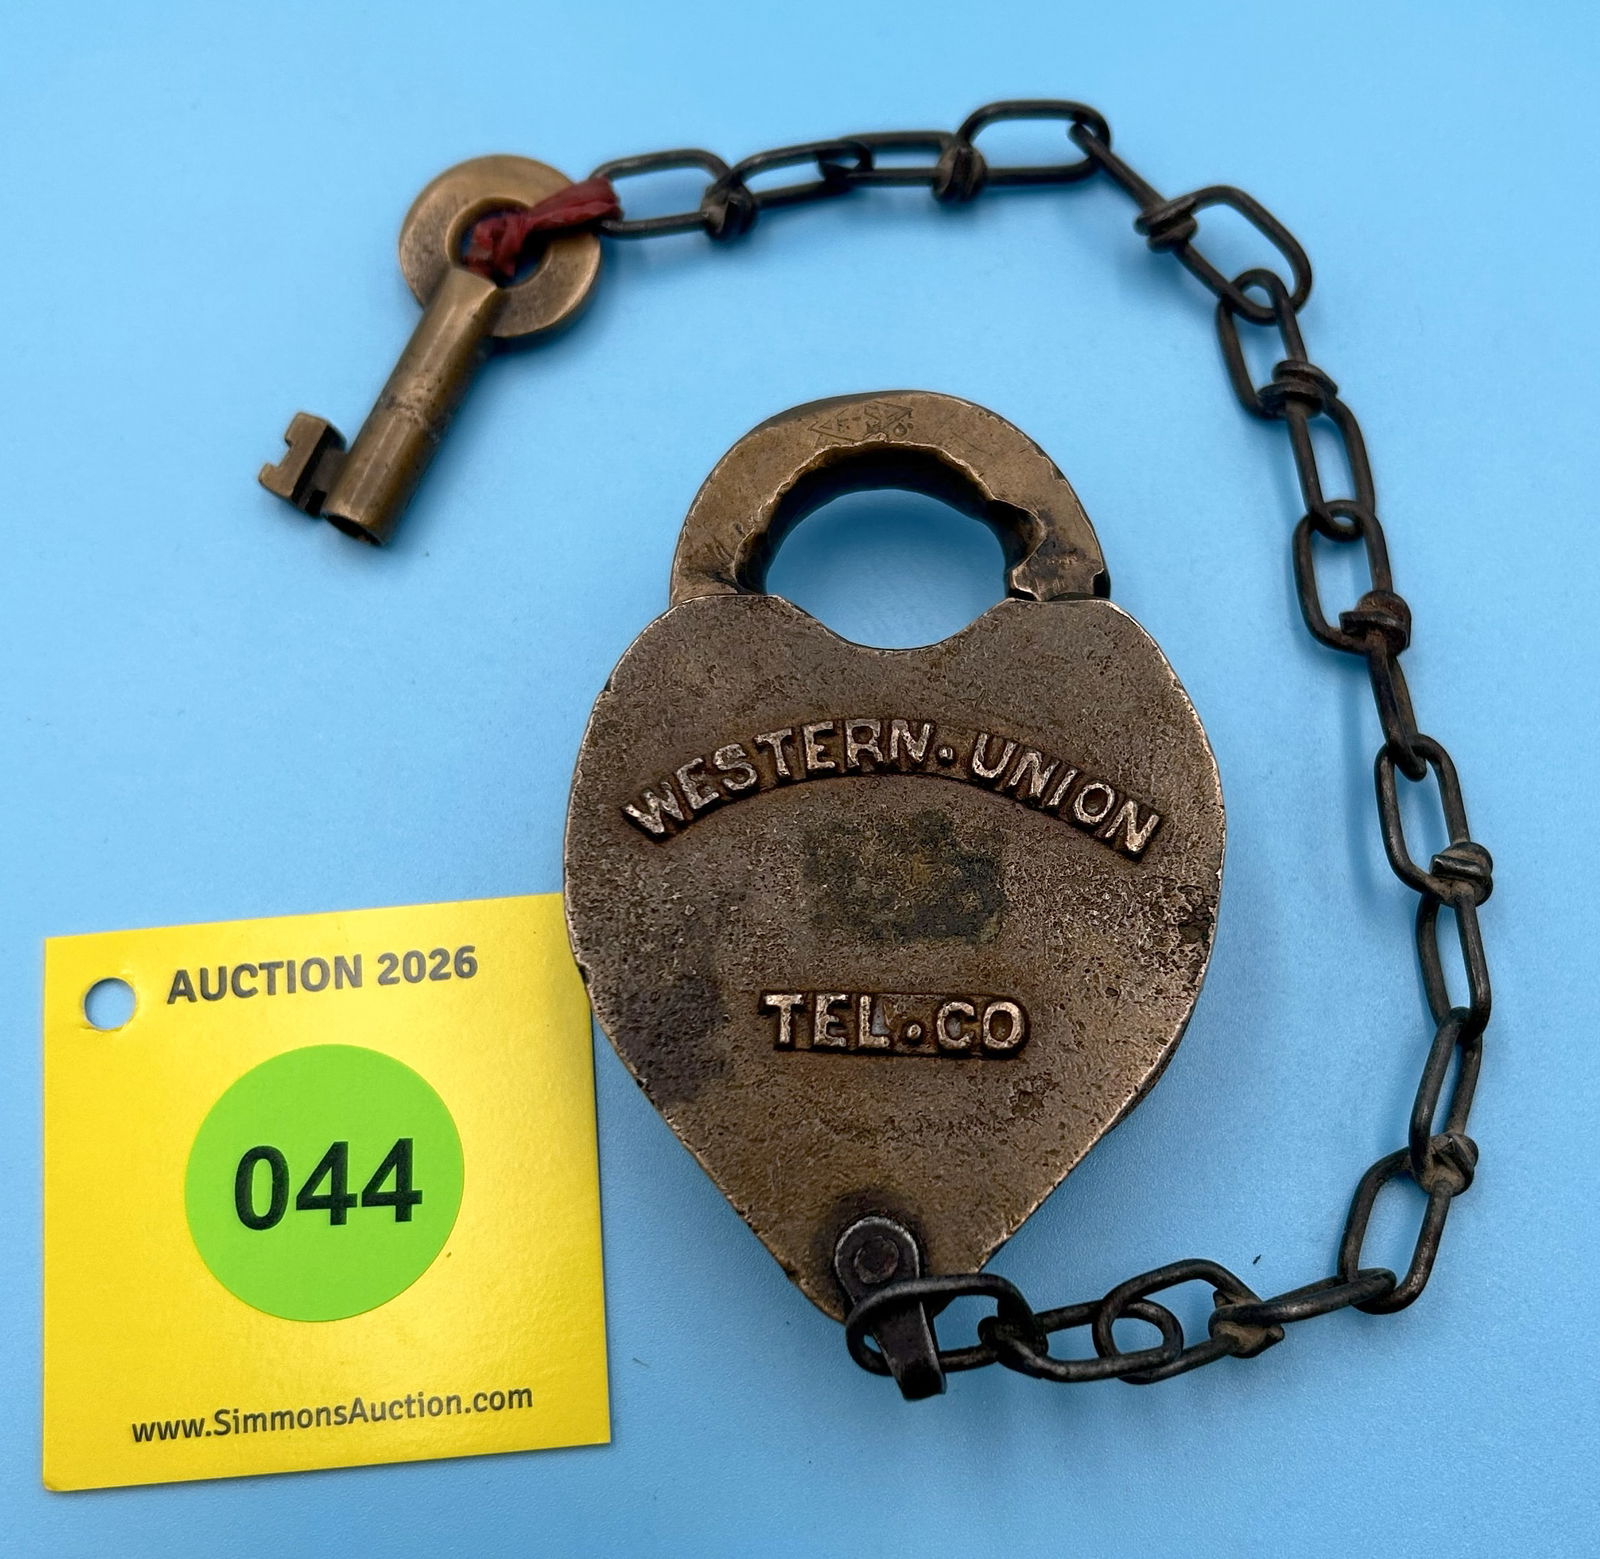 WESTERN • UNION
TEL • CO
AUCTION 2026
044
www.SimmonsAuction.com